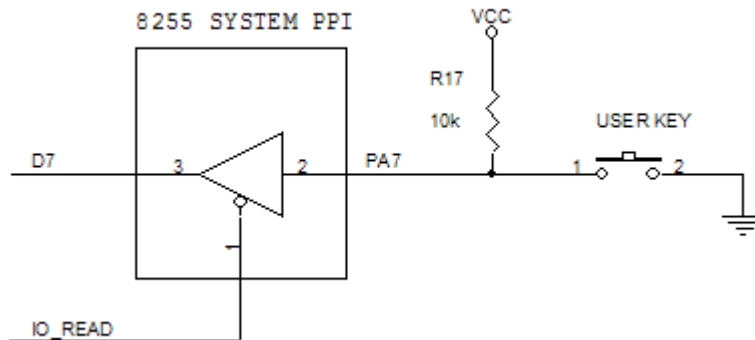 8255 SYSTEM PPI
VCC
R17
10k
USER KEY
D7
3
2
PA7
1
2
1
IO_READ